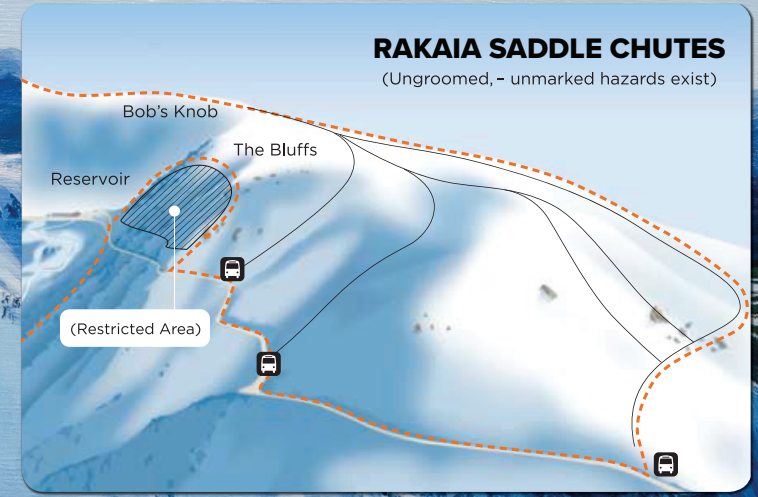 RAKAIA SADDLE CHUTES
(Ungroomed, – unmarked hazards exist)
Bob's Knob
The Bluffs
Reservoir
(Restricted Area)